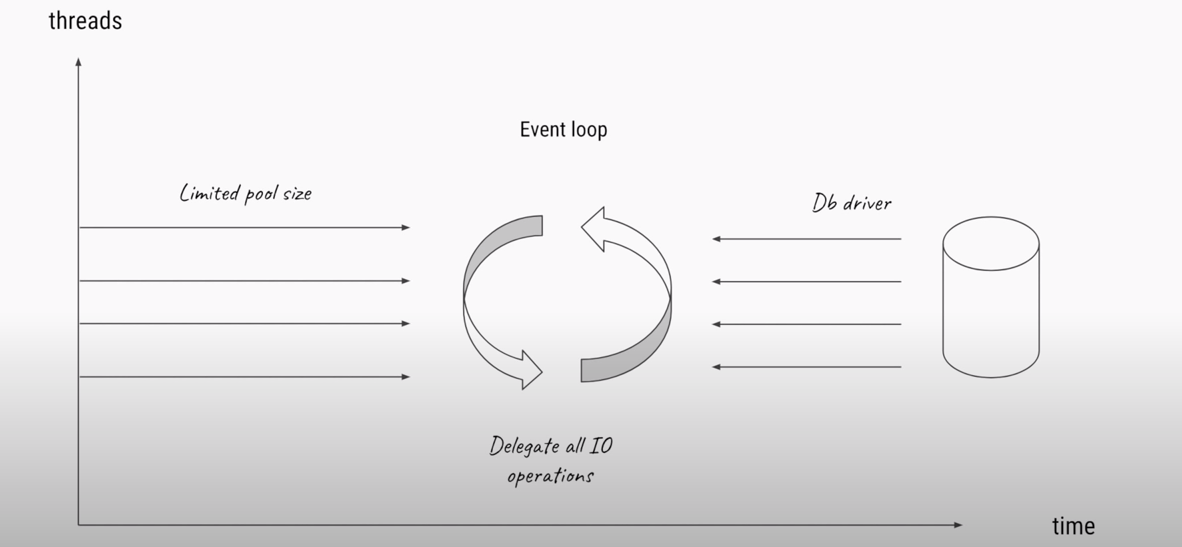 threads
Event loop
Limited pool size
Db driver
Delegate all IO
operations
time